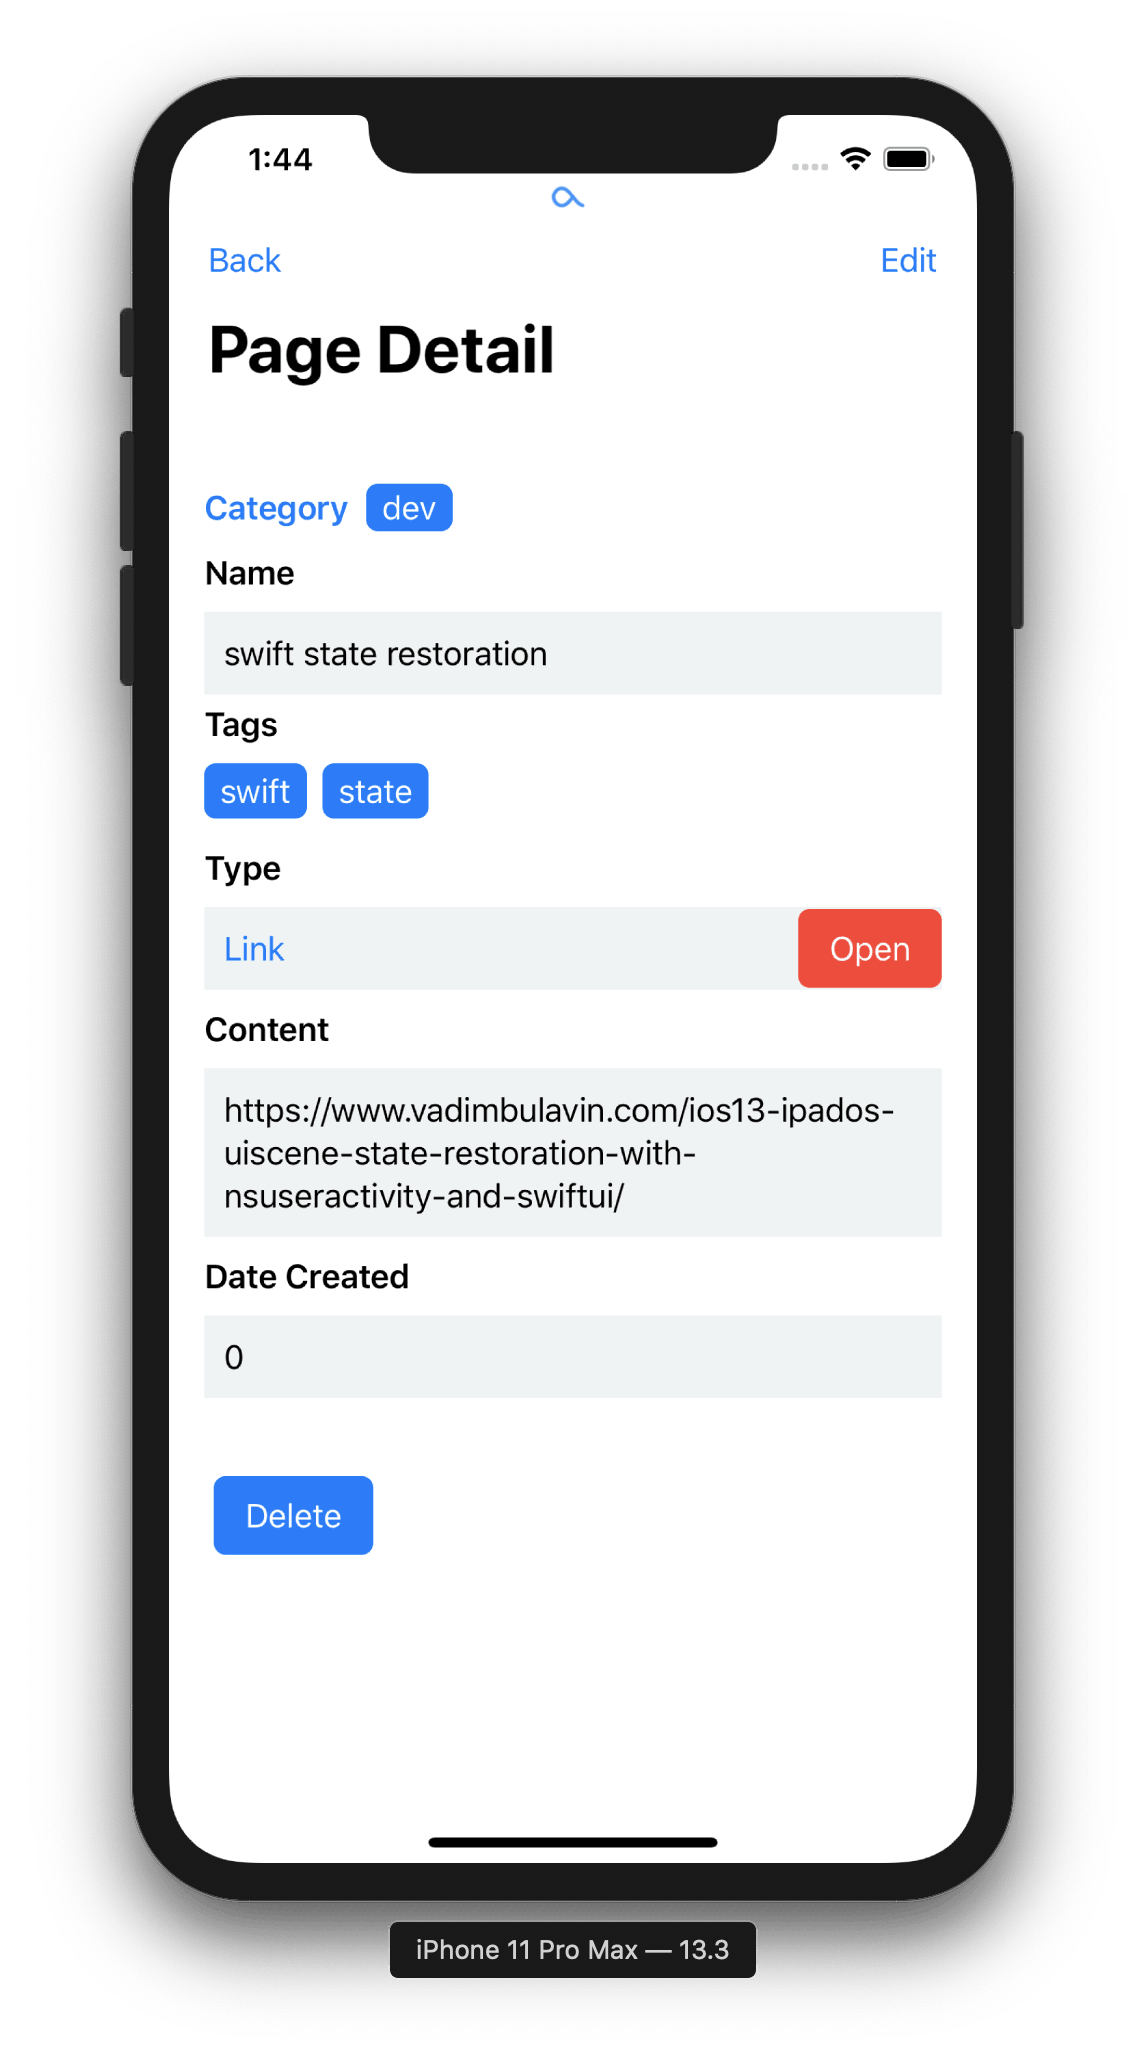 1:44
Back
Edit
Page Detail
Category dev
Name
swift state restoration
Tags
swift state
Type
Link Open
Content
https://www.vadimbulavin.com/ios13-ipados-
uiscene-state-restoration-with-
nsuseractivity-and-swiftui/
Date Created
0
Delete
iPhone 11 Pro Max — 13.3